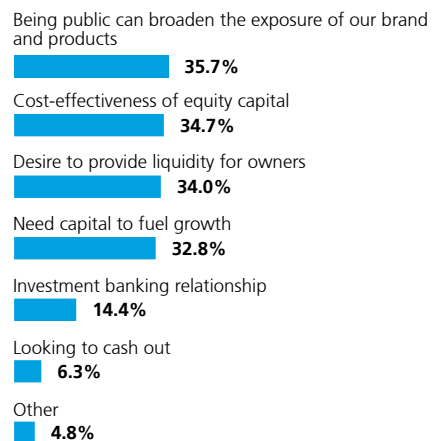 Being public can broaden the exposure of our brand
and products
35.7%
Cost-effectiveness of equity capital
34.7%
Desire to provide liquidity for owners
34.0%
Need capital to fuel growth
32.8%
Investment banking relationship
14.4%
Looking to cash out
6.3%
Other
4.8%